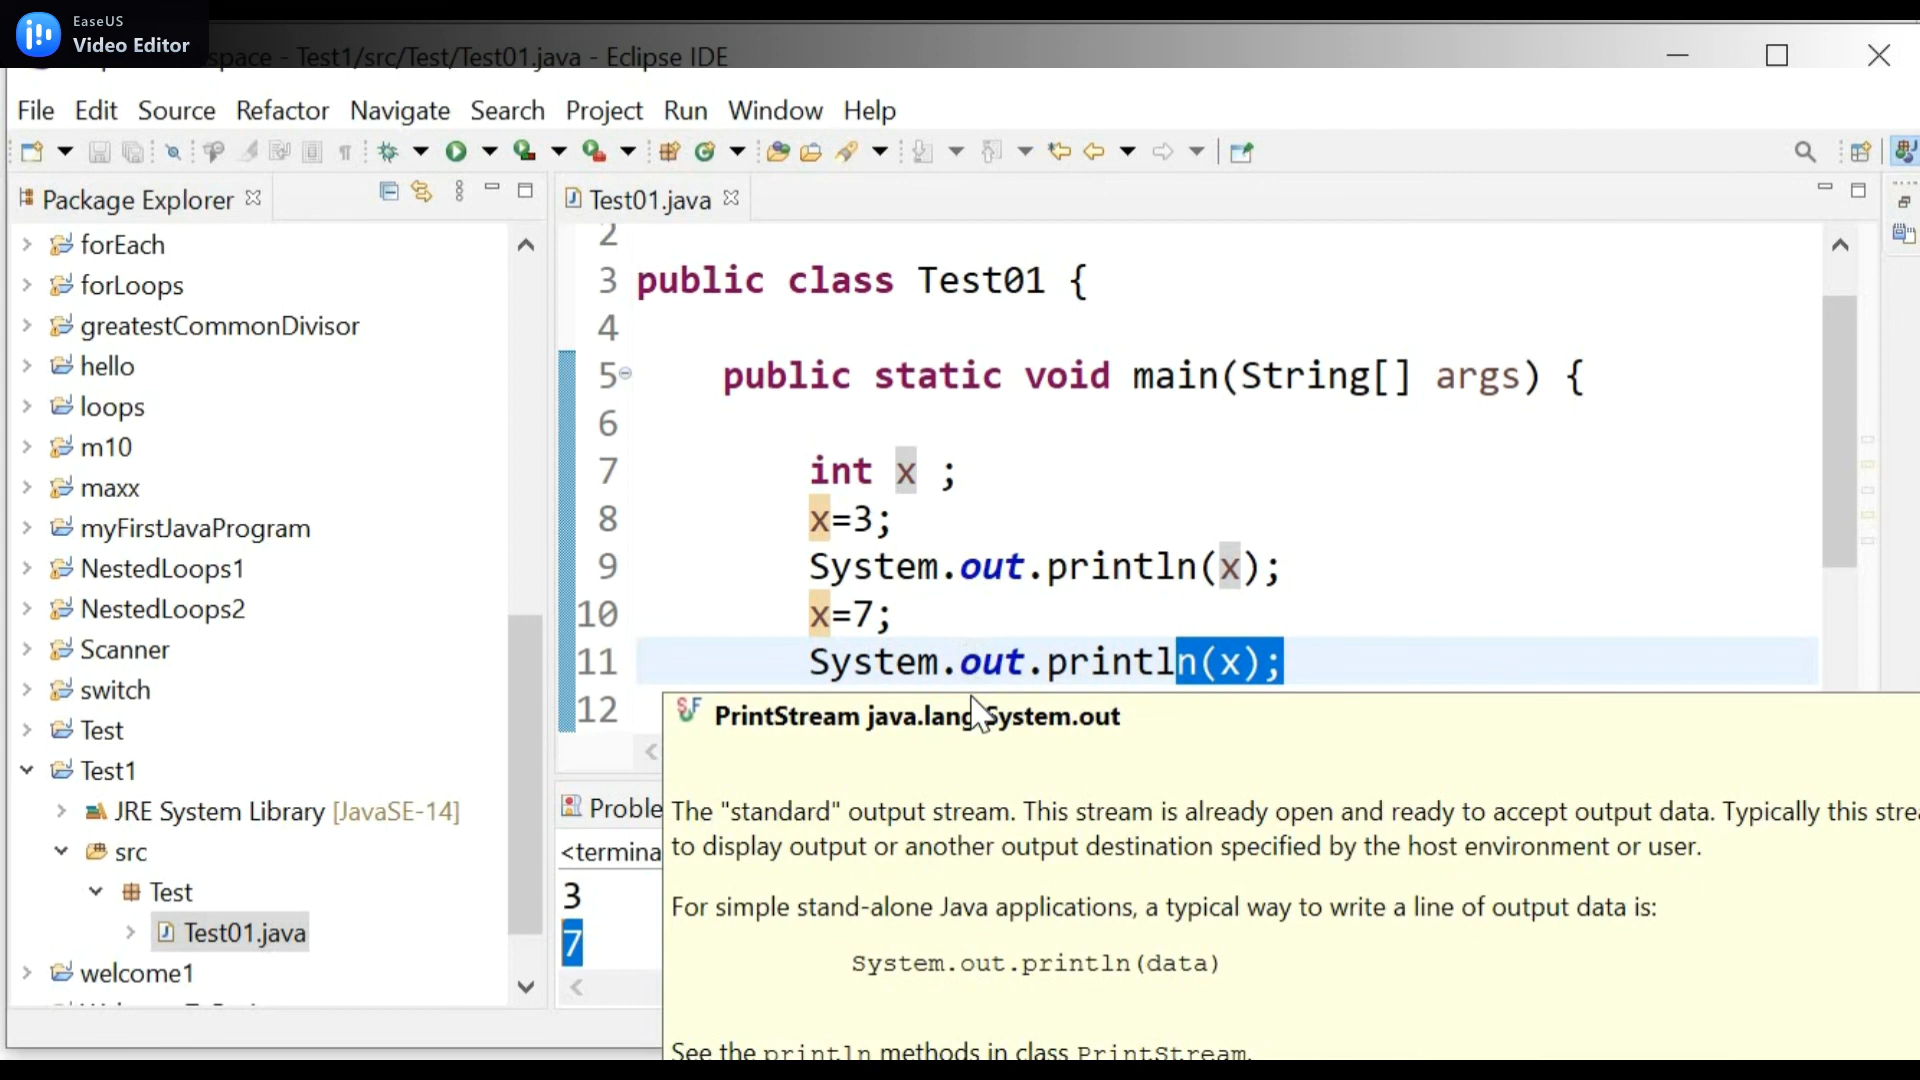 EaseUS
Video Editor
space - Test1/src/Test/Test01.java - Eclipse IDE
File Edit Source Refactor Navigate Search Project Run Window Help
Package Explorer
forEach
forLoops
greatestCommonDivisor
hello
loops
m10
maxx
myFirstJavaProgram
NestedLoops1
NestedLoops2
Scanner
switch
Test
Test1
JRE System Library [JavaSE-14]
src
Test
Test01.java
welcome1
Test01.java
2
3 public class Test01 {
4
5 public static void main(String[] args) {
6
7 int x ;
8 x=3;
9 System.out.println(x);
10 x=7;
11 System.out.println(x);
12
PrintStream java.lang.System.out
The "standard" output stream. This stream is already open and ready to accept output data. Typically this stre
to display output or another output destination specified by the host environment or user.
For simple stand-alone Java applications, a typical way to write a line of output data is:
System.out.println(data)
See the println methods in class PrintStream.
Proble
<termina
3
7